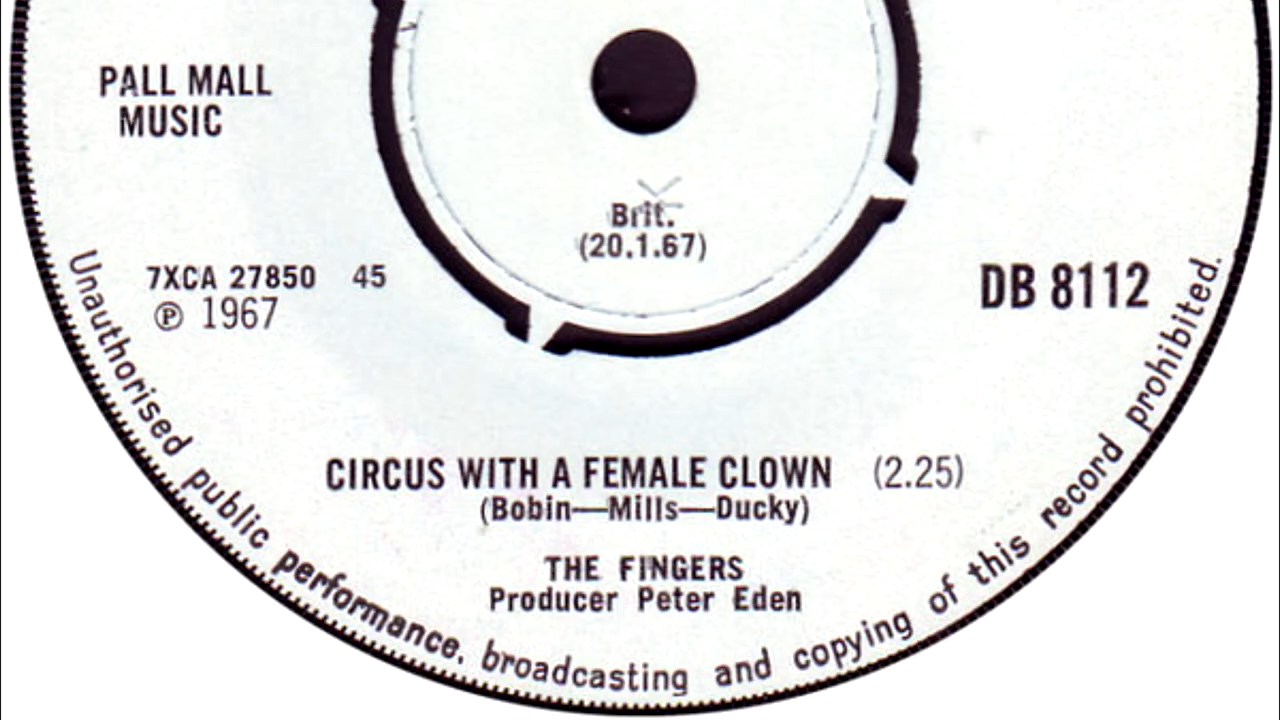 PALL MALL
MUSIC
Brit.
(20.1.67)
7XCA 27850 45
℗ 1967
DB 8112
CIRCUS WITH A FEMALE CLOWN (2.25)
(Bobin—Mills—Ducky)
THE FINGERS
Producer Peter Eden
Unauthorised public performance, broadcasting and copying of this record prohibited.